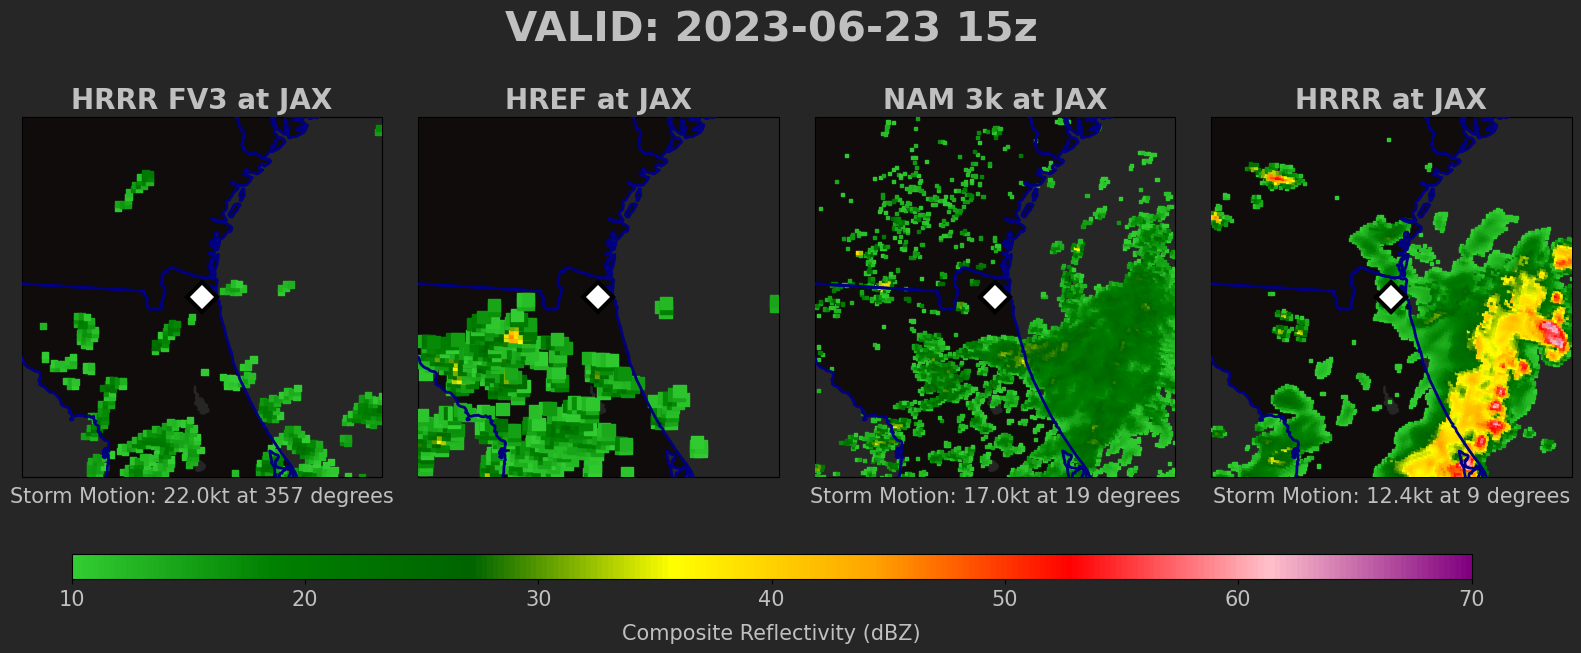 VALID: 2023-06-23 15z
HRRR FV3 at JAX
HREF at JAX
NAM 3k at JAX
HRRR at JAX
Storm Motion: 22.0kt at 357 degrees
Storm Motion: 17.0kt at 19 degrees
Storm Motion: 12.4kt at 9 degrees
10 20 30 40 50 60 70
Composite Reflectivity (dBZ)